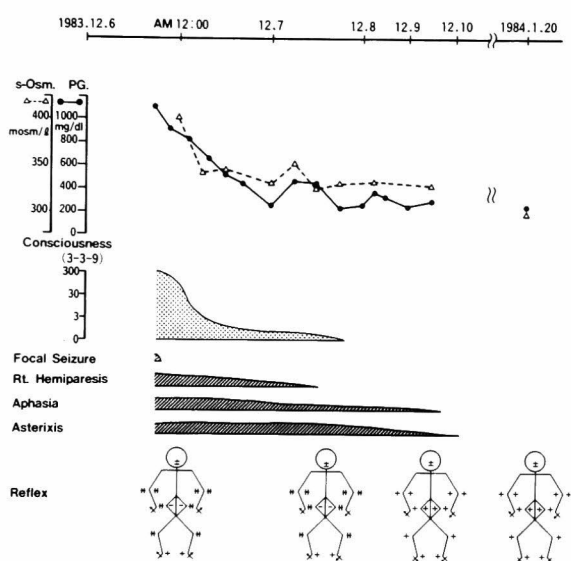 1983.12.6 AM 12:00 12.7 12.8 12.9 12.10 1984.1.20
s-Osm. PG.
400 1000
mosm/ℓ mg/dl
800
350 600
400
200
300 0
Consciousness
(3-3-9)
300
30
3
0
Focal Seizure
Rt. Hemiparesis
Aphasia
Asterixis
Reflex